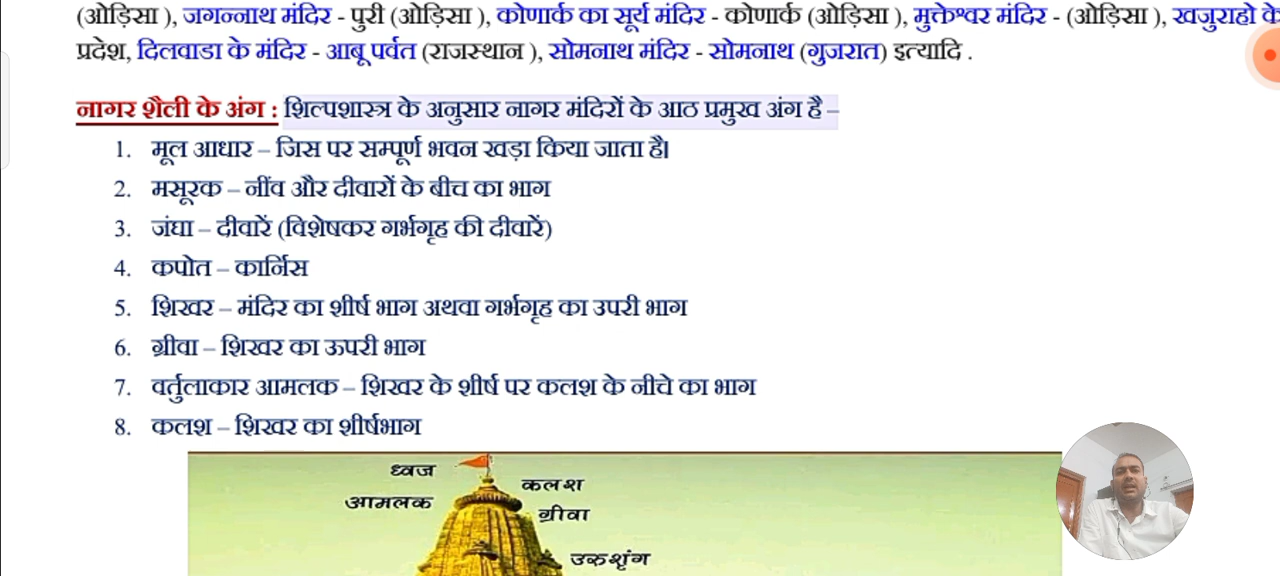 (ओड़िसा ), जगन्नाथ मंदिर - पुरी (ओड़िसा ), कोणार्क का सूर्य मंदिर - कोणार्क (ओड़िसा ), मुक्तेश्वर मंदिर - (ओड़िसा ), खजुराहो के
प्रदेश, दिलवाडा के मंदिर - आबू पर्वत (राजस्थान ), सोमनाथ मंदिर - सोमनाथ (गुजरात) इत्यादि .
नागर शैली के अंग : शिल्पशास्त्र के अनुसार नागर मंदिरों के आठ प्रमुख अंग है –
1. मूल आधार – जिस पर सम्पूर्ण भवन खड़ा किया जाता है।
2. मसूरक – नींव और दीवारों के बीच का भाग
3. जंघा – दीवारें (विशेषकर गर्भगृह की दीवारें)
4. कपोत – कार्निस
5. शिखर – मंदिर का शीर्ष भाग अथवा गर्भगृह का उपरी भाग
6. ग्रीवा – शिखर का ऊपरी भाग
7. वर्तुलाकार आमलक – शिखर के शीर्ष पर कलश के नीचे का भाग
8. कलश – शिखर का शीर्षभाग
ध्वज
कलश
आमलक
ग्रीवा
उरुशृंग